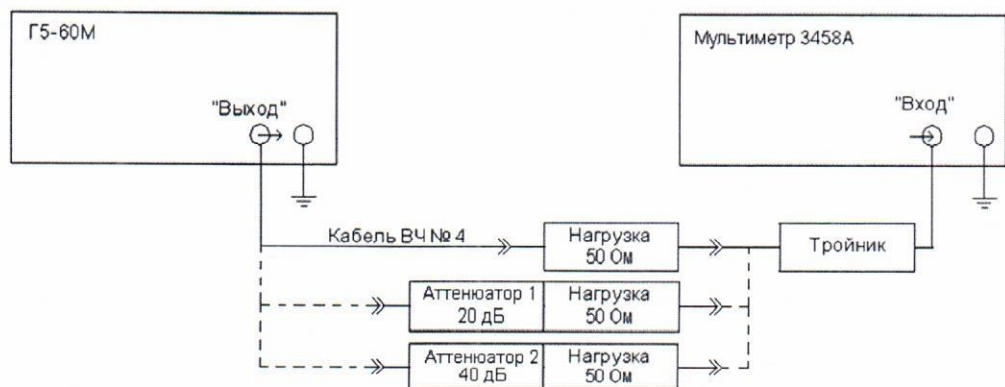 Г5-60М
Мультиметр 3458А
"Выход"
"Вход"
Кабель ВЧ № 4
Нагрузка
50 Ом
Тройник
Аттенюатор 1
20 дБ
Нагрузка
50 Ом
Аттенюатор 2
40 дБ
Нагрузка
50 Ом